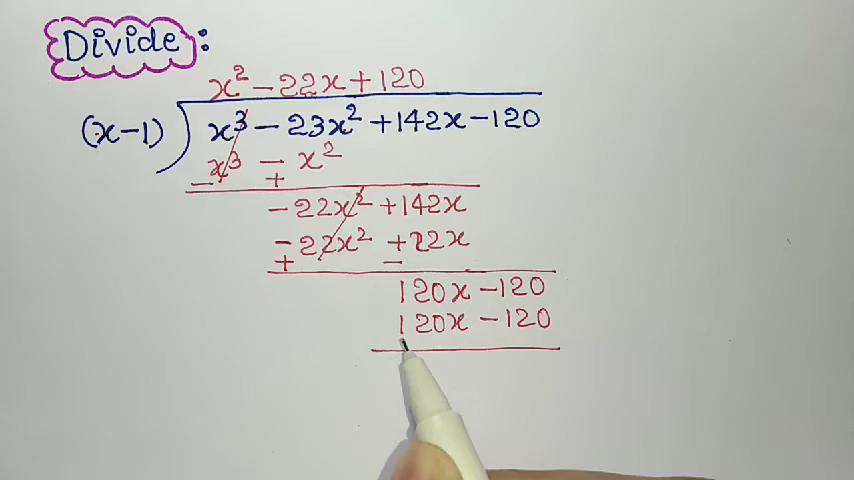 Divide:
x² - 22x + 120
(x-1) x³ - 23x² + 142x - 120
x³ - x²
- +
- 22x² + 142x
- 22x² + 22x
+ -
120x - 120
120x - 120